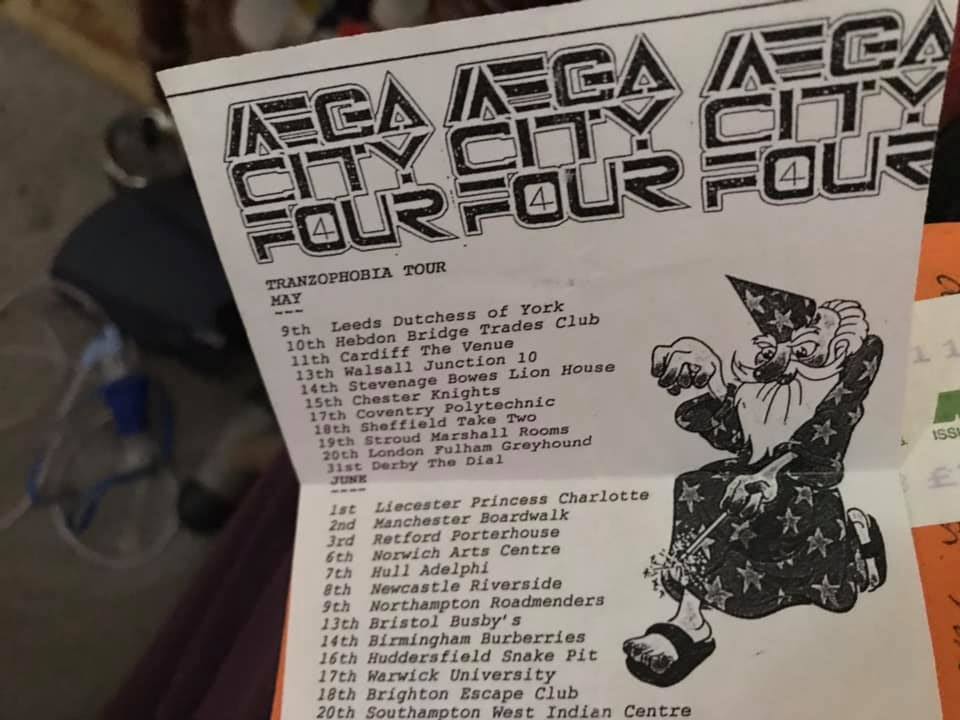 MEGA CITY FOUR 4 MEGA CITY FOUR 4 MEGA CITY FOUR 4
TRANZOPHOBIA TOUR
MAY
---
9th Leeds Dutchess of York
10th Hebdon Bridge Trades Club
11th Cardiff The Venue
13th Walsall Junction 10
14th Stevenage Bowes Lion House
15th Chester Knights
17th Coventry Polytechnic
18th Sheffield Take Two
19th Stroud Marshall Rooms
20th London Fulham Greyhound
31st Derby The Dial
JUNE
----
1st Liecester Princess Charlotte
2nd Manchester Boardwalk
3rd Retford Porterhouse
6th Norwich Arts Centre
7th Hull Adelphi
8th Newcastle Riverside
9th Northampton Roadmenders
13th Bristol Busby's
14th Birmingham Burberries
16th Huddersfield Snake Pit
17th Warwick University
18th Brighton Escape Club
20th Southampton West Indian Centre